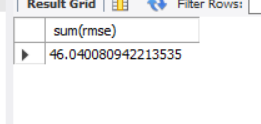 Result Grid Filter Rows:
sum(rmse)
46.040080942213535